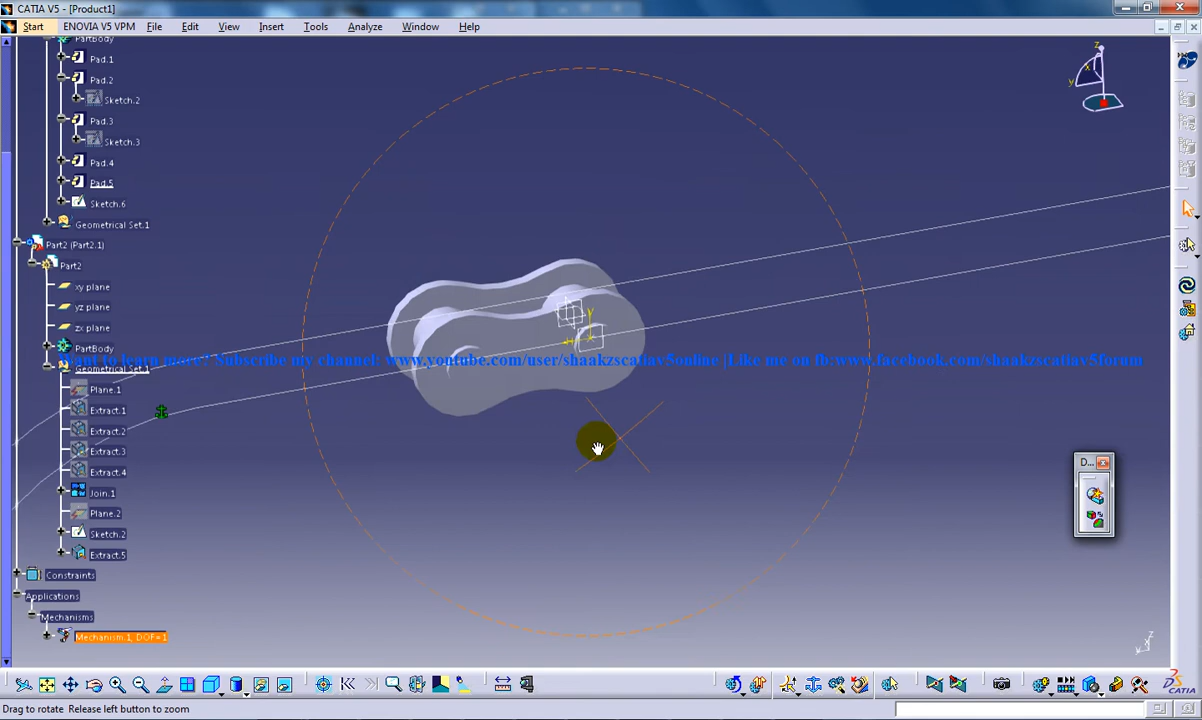 CATIA V5 - [Product1]
Start ENOVIA V5 VPM File Edit View Insert Tools Analyze Window Help
PartBody
Pad.1
Pad.2
Sketch.2
Pad.3
Sketch.3
Pad.4
Pad.5
Sketch.6
Geometrical Set.1
Part2 (Part2.1)
Part2
xy plane
yz plane
zx plane
PartBody
Want to learn more? Subscribe my channel: www.youtube.com/user/shaakzscatiav5online |Like me on fb:www.facebook.com/shaakzscatiav5forum
Geometrical Set.1
Plane.1
Extract.1
Extract.2
Extract.3
Extract.4
Join.1
Plane.2
Sketch.2
Extract.5
Constraints
Applications
Mechanisms
Mechanism.1, DOF=1
D...
z
x
y
y
H
z
x
y
CATIA
Drag to rotate Release left button to zoom